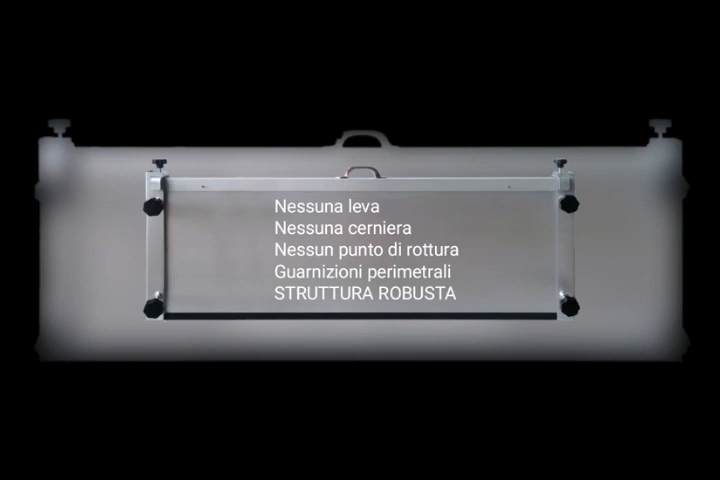 Nessuna leva
Nessuna cerniera
Nessun punto di rottura
Guarnizioni perimetrali
STRUTTURA ROBUSTA